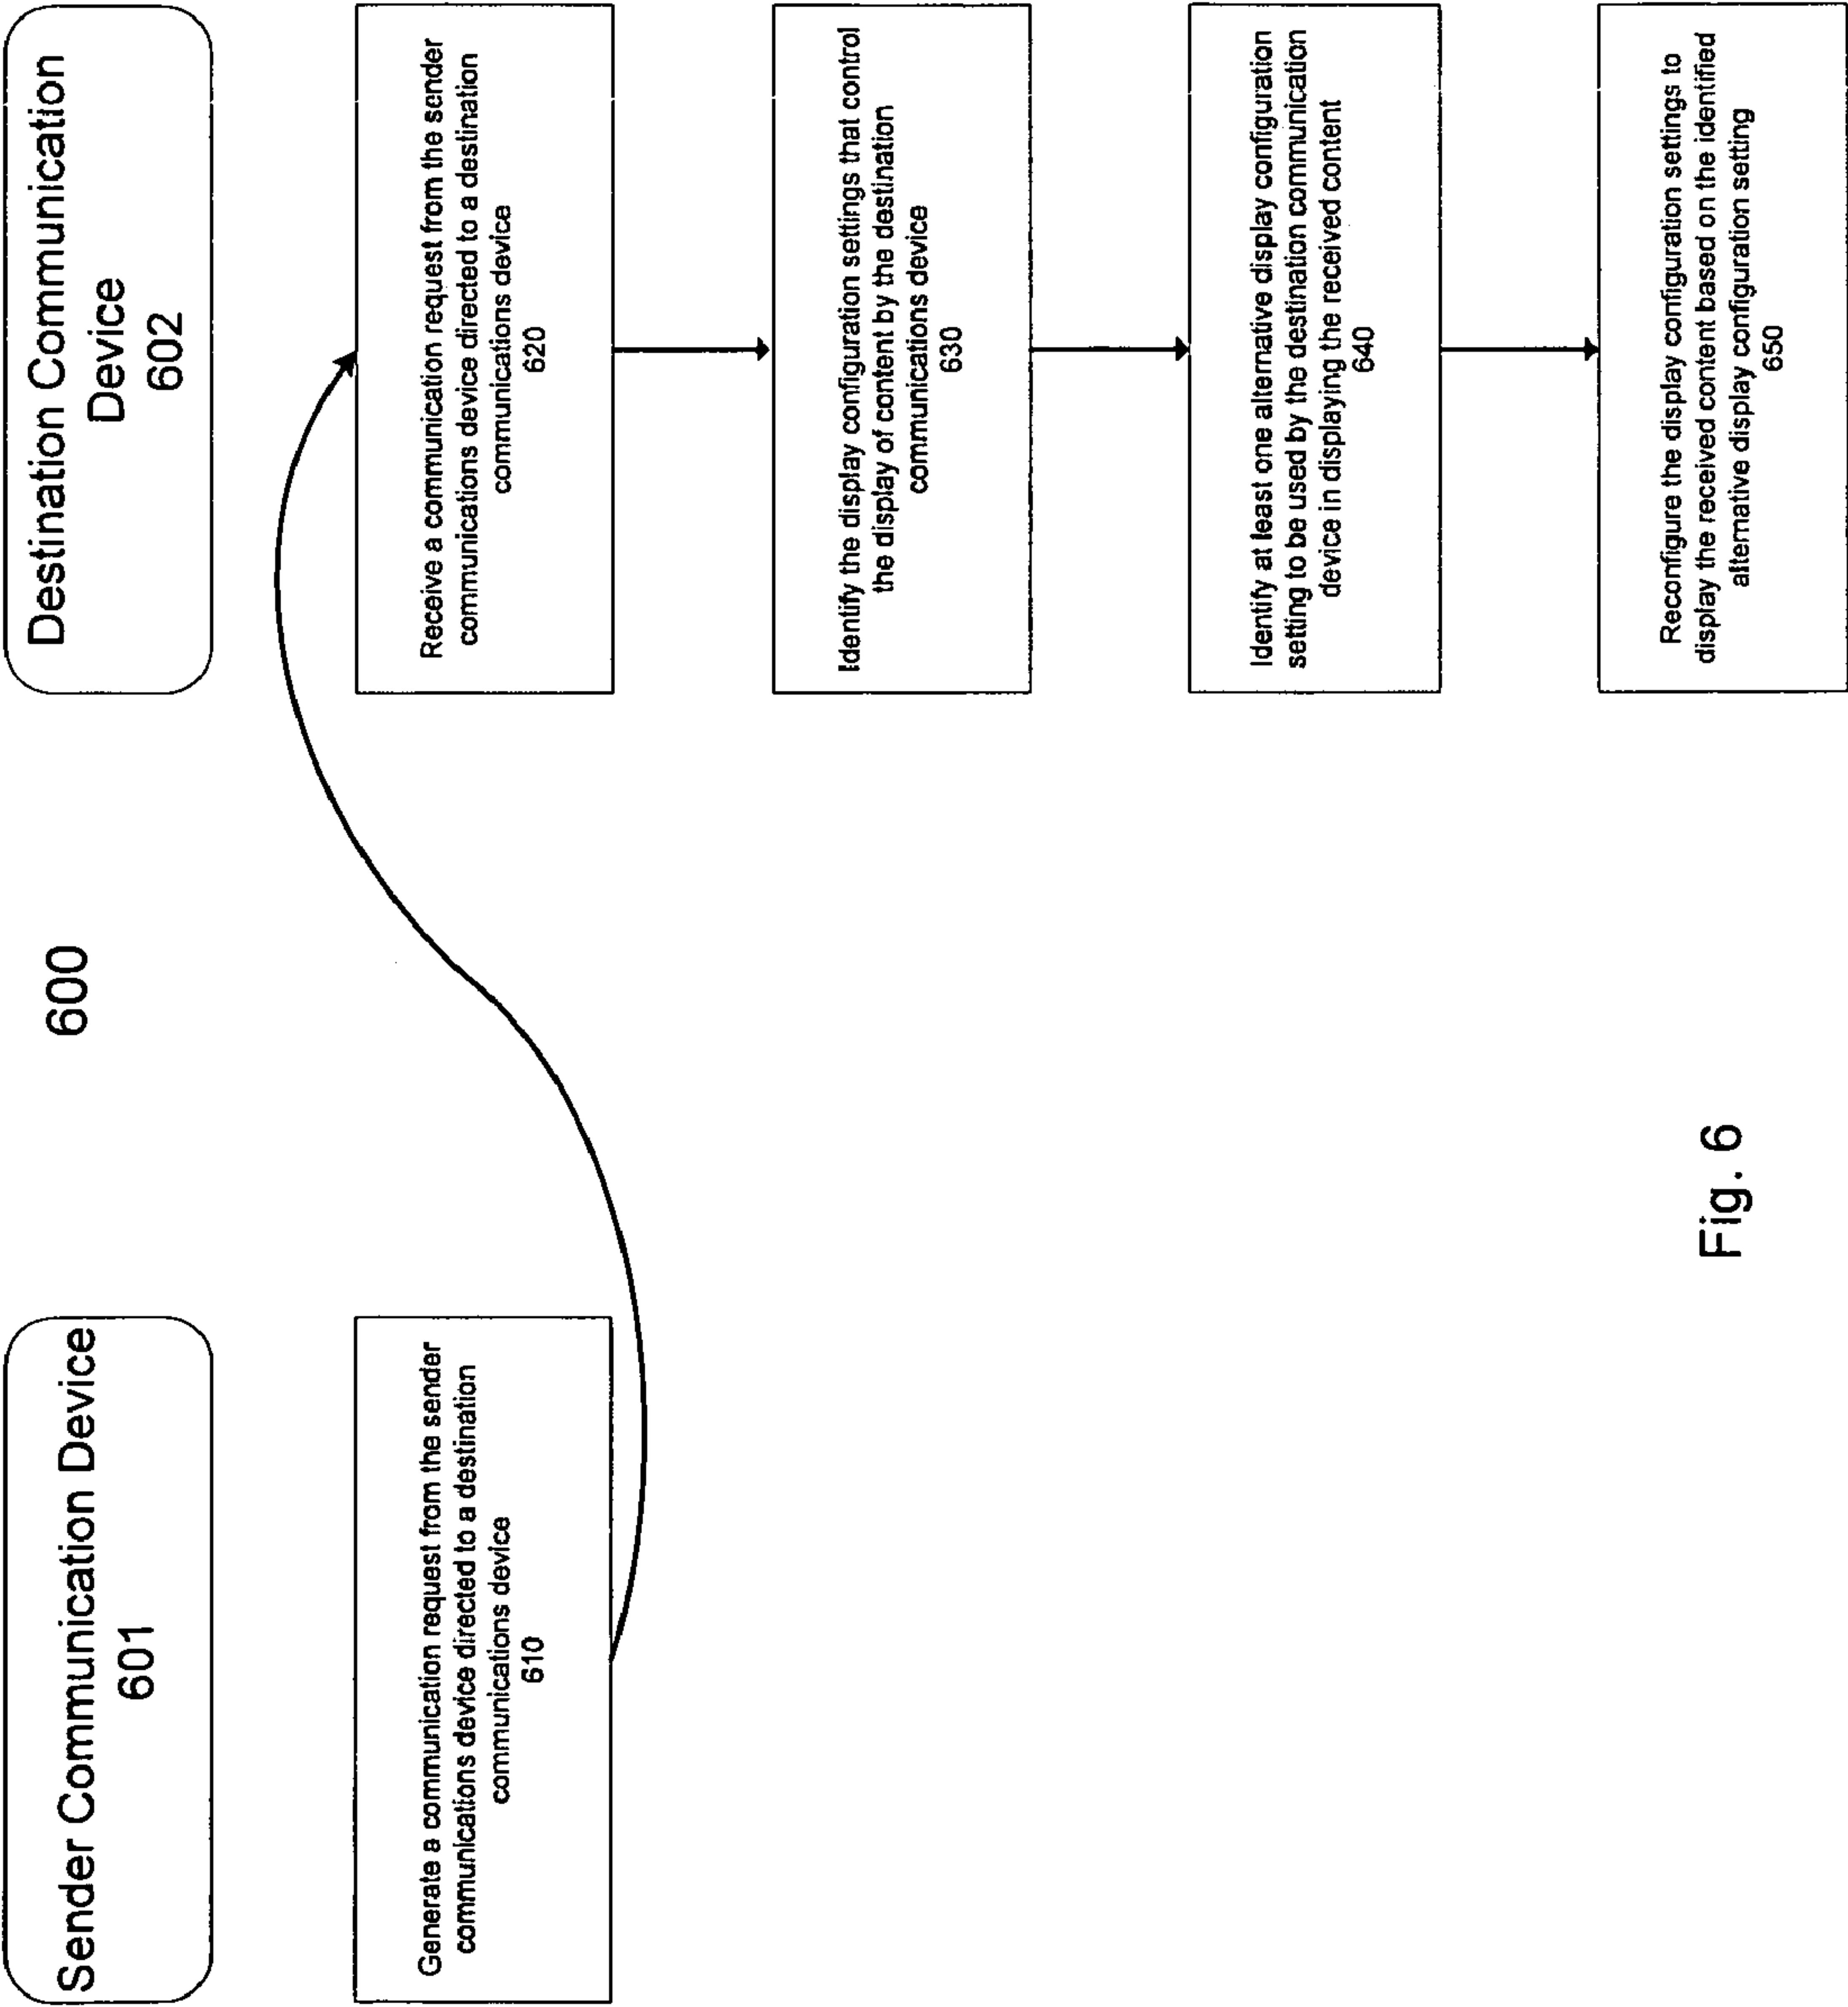 600
Sender Communication Device
601
Destination Communication
Device
602
Generate a communication request from the sender
communications device directed to a destination
communications device
610
Receive a communication request from the sender
communications device directed to a destination
communications device
620
Identify the display configuration settings that control
the display of content by the destination
communications device
630
Identify at least one alternative display configuration
setting to be used by the destination communication
device in displaying the received content
640
Reconfigure the display configuration settings to
display the received content based on the identified
alternative display configuration setting
650
Fig. 6